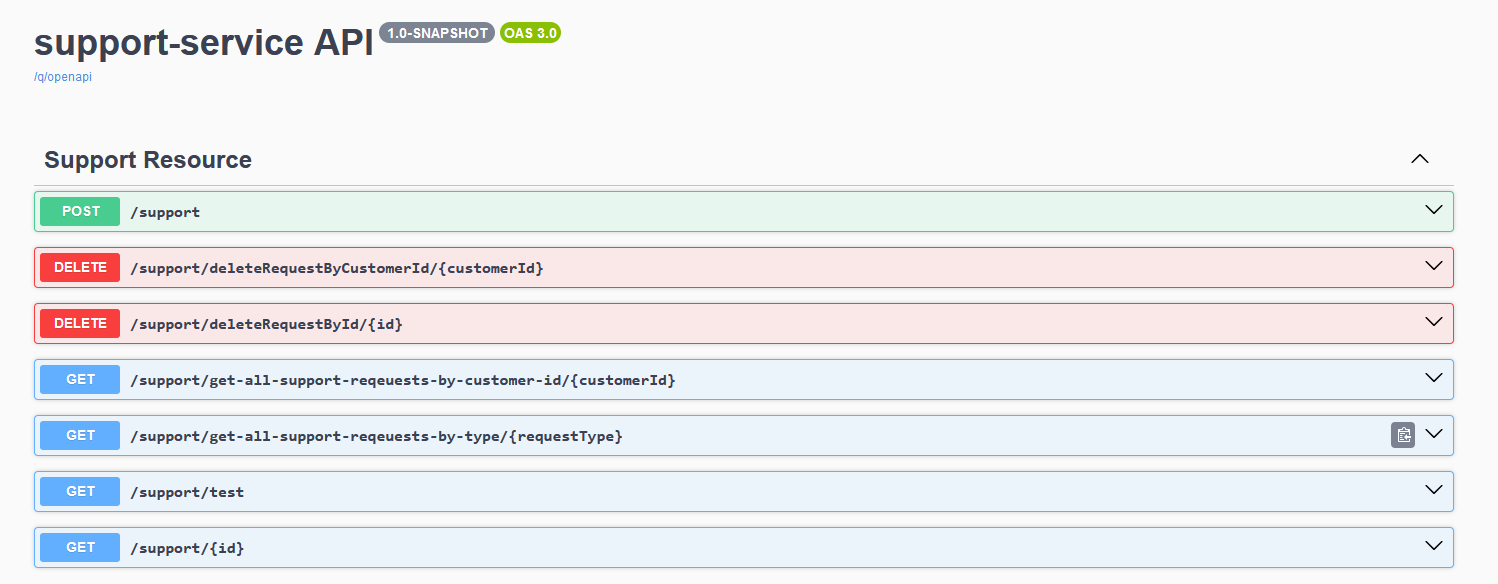 support-service API 1.0-SNAPSHOT OAS 3.0
/q/openapi
Support Resource
POST /support
DELETE /support/deleteRequestByCustomerId/{customerId}
DELETE /support/deleteRequestById/{id}
GET /support/get-all-support-reqeuests-by-customer-id/{customerId}
GET /support/get-all-support-reqeuests-by-type/{requestType}
GET /support/test
GET /support/{id}